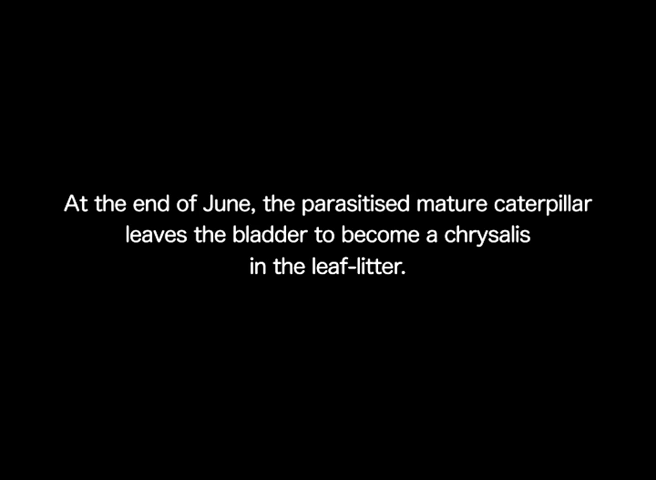 At the end of June, the parasitised mature caterpillar
leaves the bladder to become a chrysalis
in the leaf-litter.